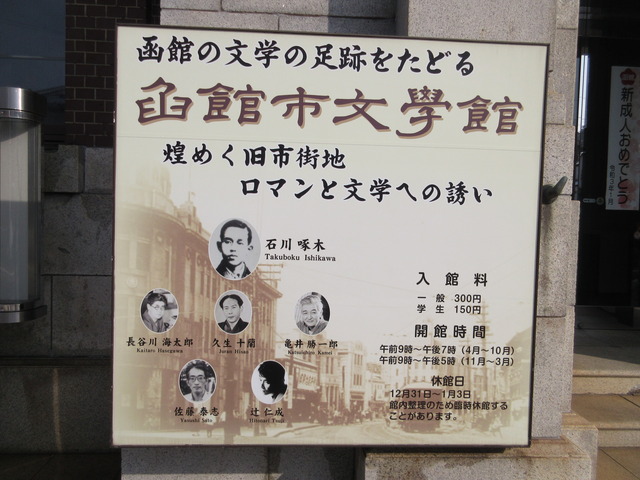 函館の文学の足跡をたどる
函館市文學館
煌めく旧市街地
ロマンと文学への誘い
石川 啄木
Takuboku Ishikawa
長谷川 海太郎
Kaitaro Hasegawa
久生 十蘭
Juran Hisao
亀井勝一郎
Katsuichiro Kamei
佐藤 泰志
Yasushi Sato
辻 仁成
Hitonari Tsuji
入館料
一般 300円
学生 150円
開館時間
午前9時～午後7時(4月～10月)
午前9時～午後5時(11月～3月)
休館日
12月31日～1月3日
館内整理のため臨時休館する
ことがあります。
新成人おめでとう